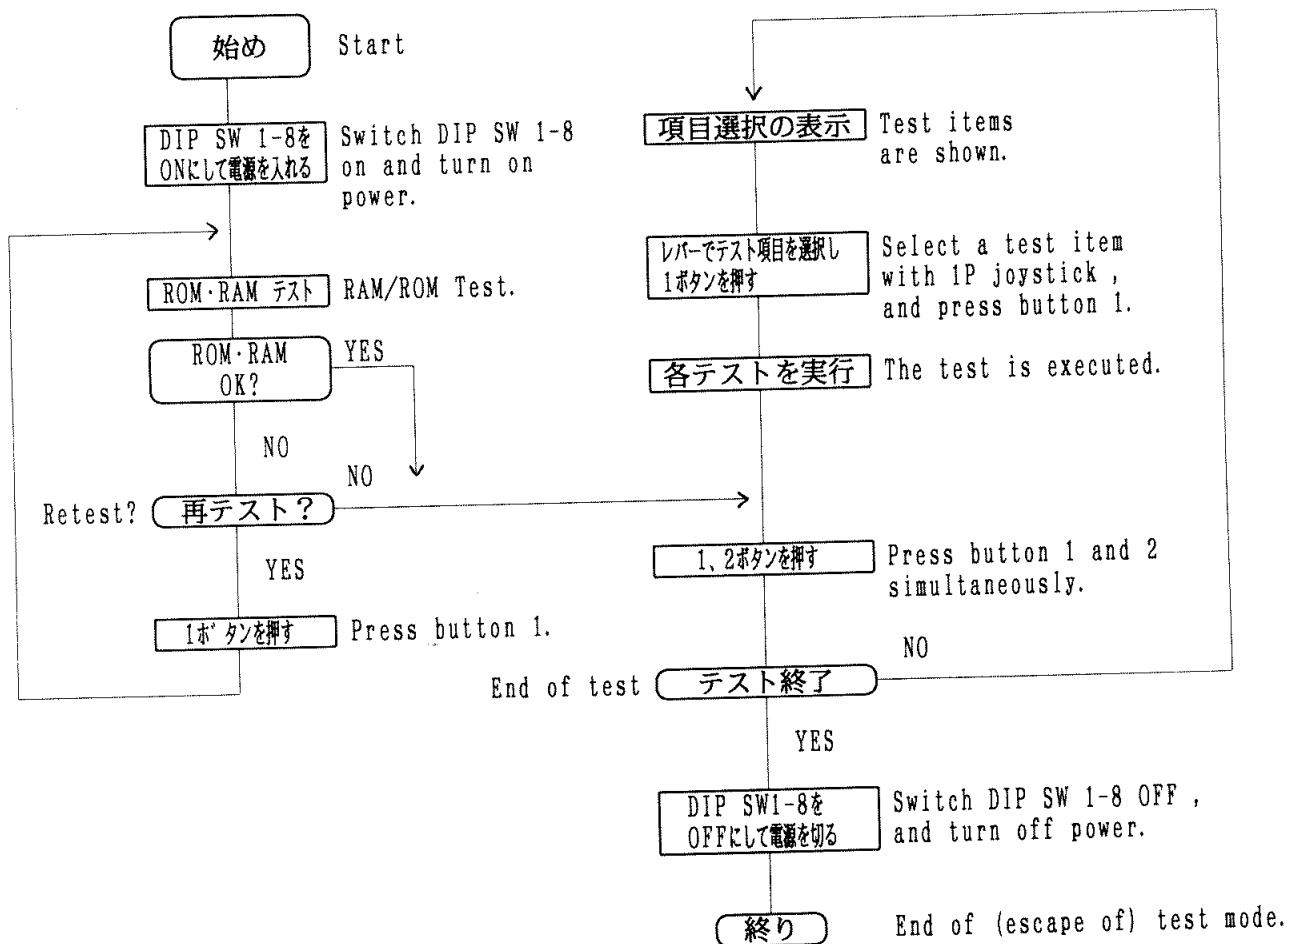 始め
Start
DIP SW 1-8を
ONにして電源を入れる
Switch DIP SW 1-8
on and turn on
power.
ROM・RAM テスト
RAM/ROM Test.
ROM・RAM
OK?
YES
NO
NO
Retest?
再テスト？
YES
1ボタンを押す
Press button 1.
項目選択の表示
Test items
are shown.
レバーでテスト項目を選択し
1ボタンを押す
Select a test item
with 1P joystick ,
and press button 1.
各テストを実行
The test is executed.
1、2ボタンを押す
Press button 1 and 2
simultaneously.
NO
End of test
テスト終了
YES
DIP SW1-8を
OFFにして電源を切る
Switch DIP SW 1-8 OFF ,
and turn off power.
終り
End of (escape of) test mode.